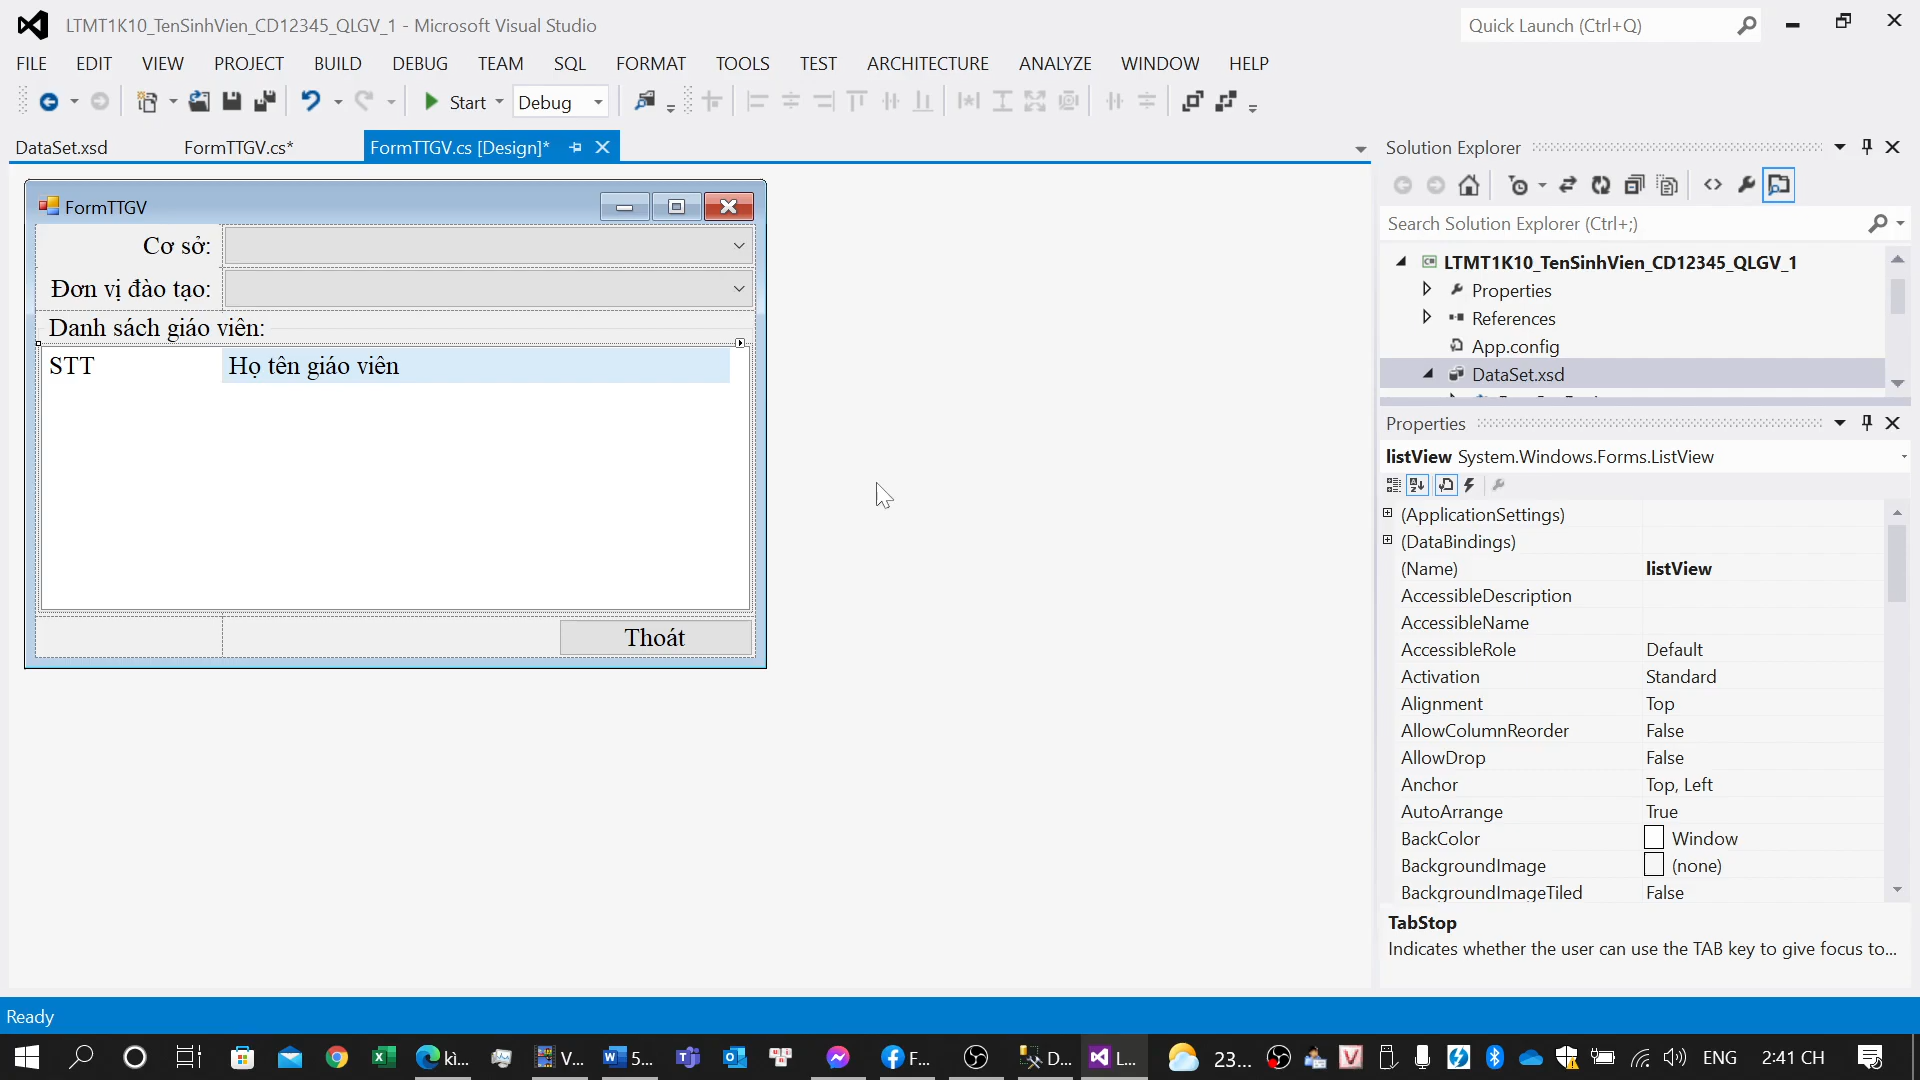 LTMT1K10_TenSinhVien_CD12345_QLGV_1 - Microsoft Visual Studio
Quick Launch (Ctrl+Q)
FILE EDIT VIEW PROJECT BUILD DEBUG TEAM SQL FORMAT TOOLS TEST ARCHITECTURE ANALYZE WINDOW HELP
Start Debug
DataSet.xsd FormTTGV.cs* FormTTGV.cs [Design]*
FormTTGV
Cơ sở:
Đơn vị đào tạo:
Danh sách giáo viên:
STT Họ tên giáo viên
Thoát
Solution Explorer
Search Solution Explorer (Ctrl+;)
LTMT1K10_TenSinhVien_CD12345_QLGV_1
Properties
References
App.config
DataSet.xsd
Properties
listView System.Windows.Forms.ListView
(ApplicationSettings)
(DataBindings)
(Name) listView
AccessibleDescription
AccessibleName
AccessibleRole Default
Activation Standard
Alignment Top
AllowColumnReorder False
AllowDrop False
Anchor Top, Left
AutoArrange True
BackColor Window
BackgroundImage (none)
BackgroundImageTiled False
TabStop
Indicates whether the user can use the TAB key to give focus to...
Ready
kì... V... 5... F... D... L... 23... ENG 2:41 CH